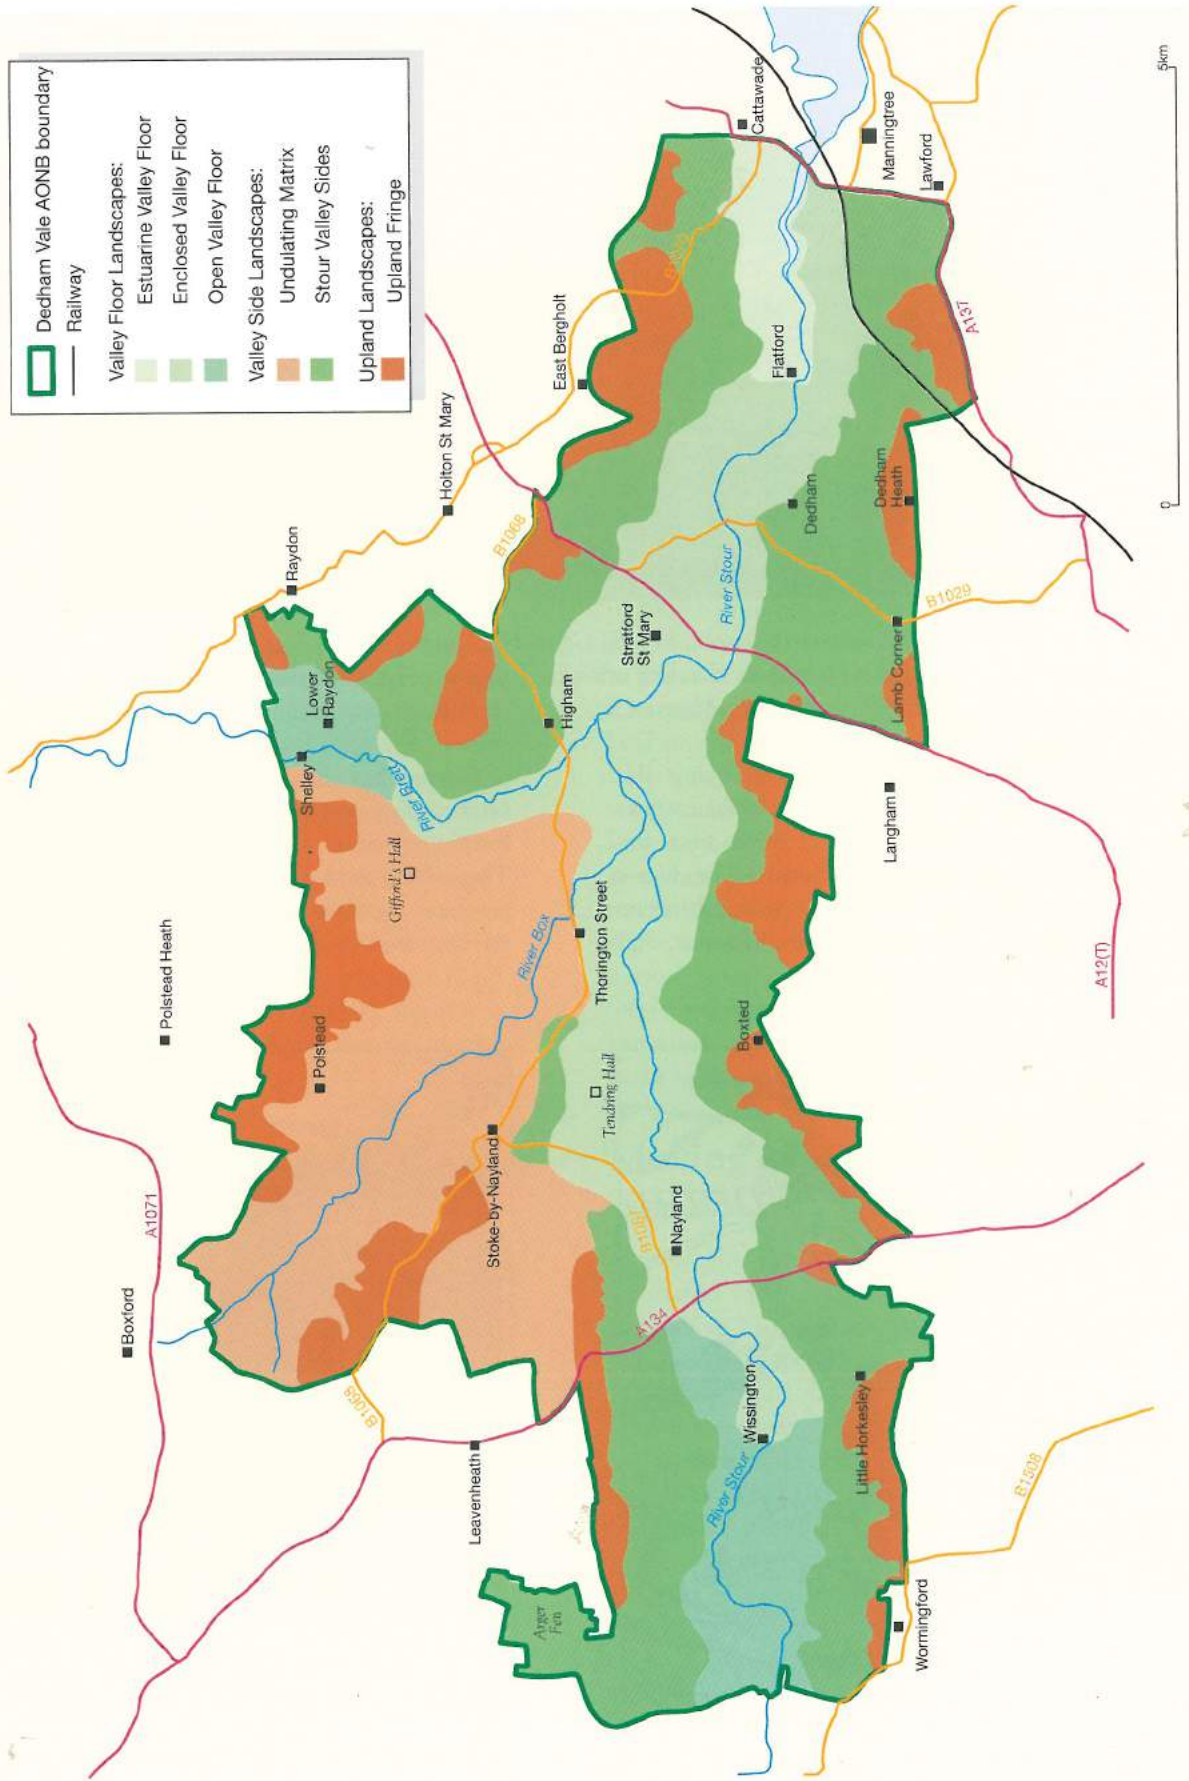 Dedham Vale AONB boundary
Railway
Valley Floor Landscapes:
Estuarine Valley Floor
Enclosed Valley Floor
Open Valley Floor
Valley Side Landscapes:
Undulating Matrix
Stour Valley Sides
Upland Landscapes:
Upland Fringe
Boxford
A1071
Polstead Heath
Raydon
Holton St Mary
East Bergholt
Cattawade
Manningtree
Lawford
A137
B1068
Leavenheath
Polstead
Shelley
Lower
Raydon
Gifford's Hall
River Brett
B1068
Higham
River Box
Stoke-by-Nayland
Thorington Street
Tendring Hall
Stratford
St Mary
River Stour
Flatford
Dedham
Dedham
Heath
B1029
Lamb Corner
Langham
A12(T)
Boxted
B1087
Nayland
A134
Wissington
River Stour
Little Horkesley
Arger
Fen
Wormingford
B1508
0
5km